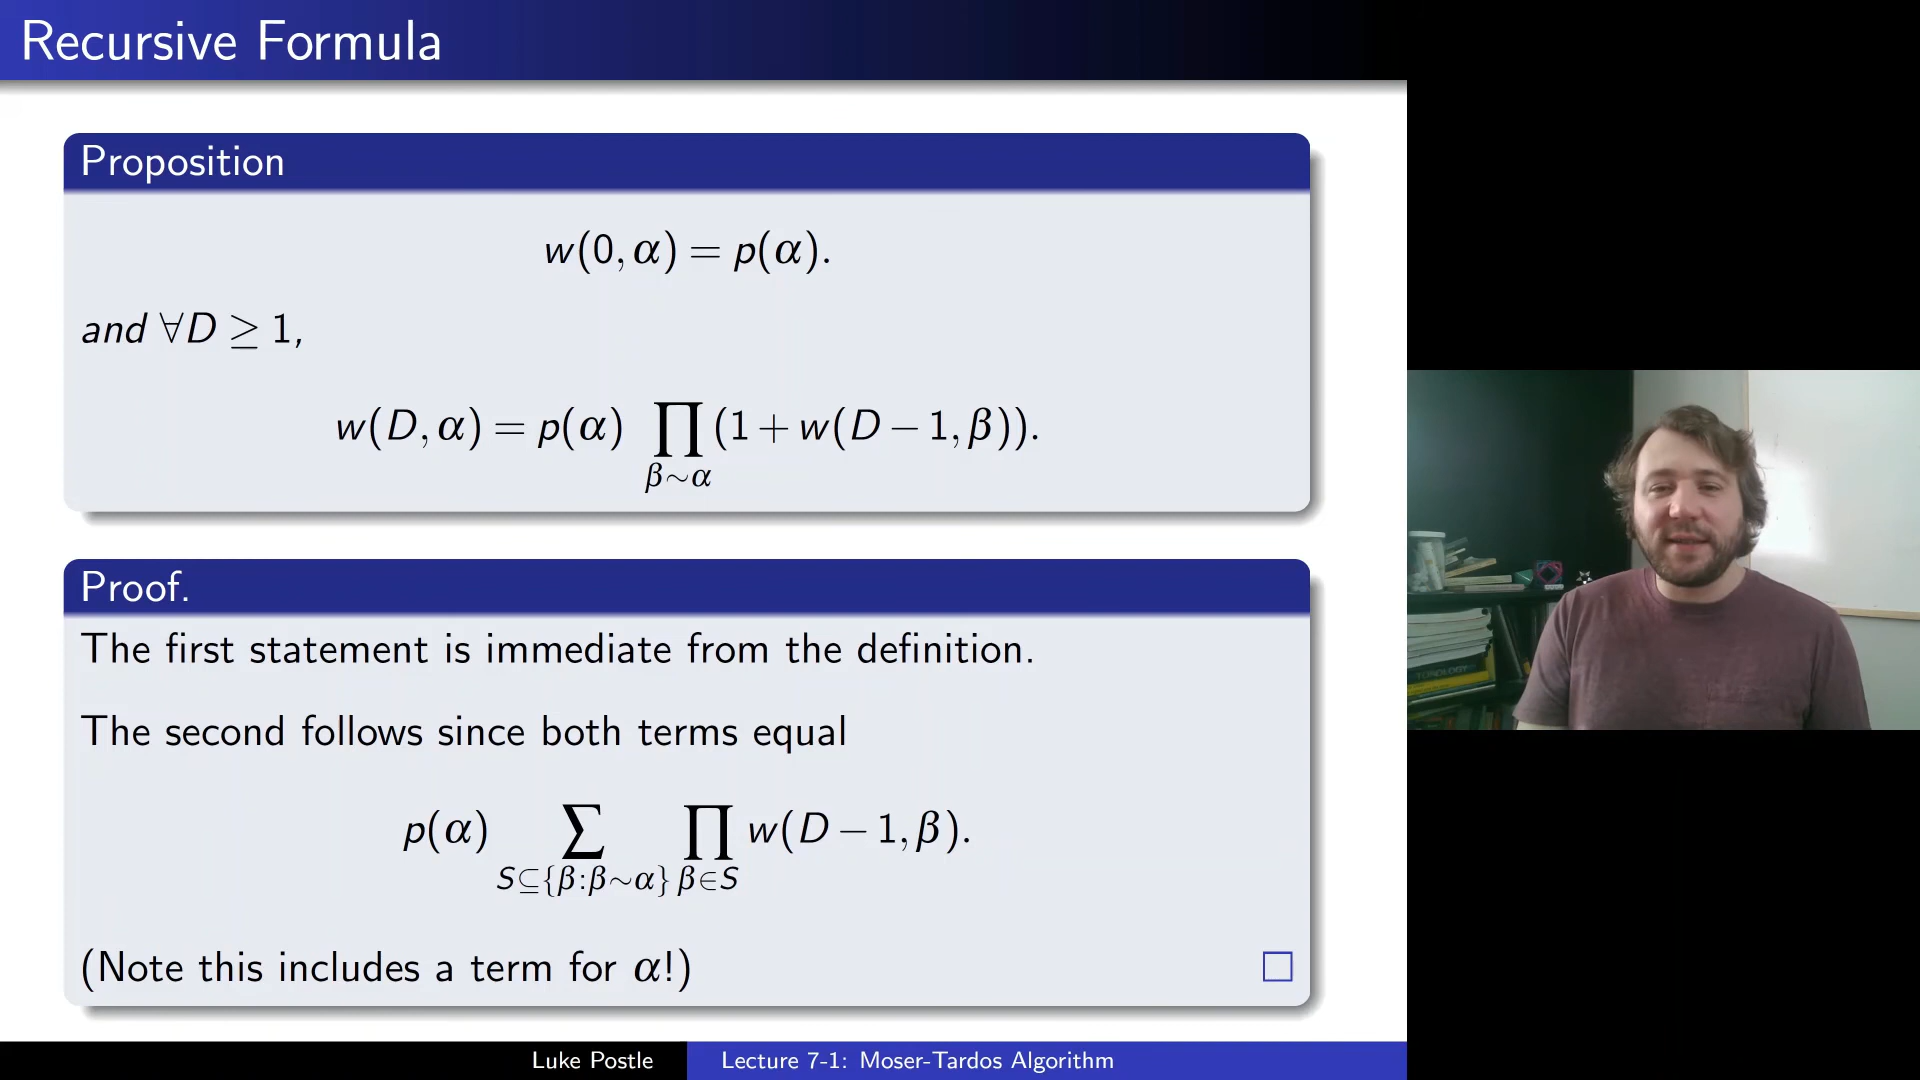 Recursive Formula
Proposition
w(0, α) = p(α).
and ∀D ≥ 1,
w(D, α) = p(α) ∏ (1 + w(D − 1, β)).
β∼α
Proof.
The first statement is immediate from the definition.
The second follows since both terms equal
p(α) ∑ ∏ w(D − 1, β).
S⊆{β:β∼α} β∈S
(Note this includes a term for α!) □
TOPOLOGY
Luke Postle Lecture 7-1: Moser-Tardos Algorithm